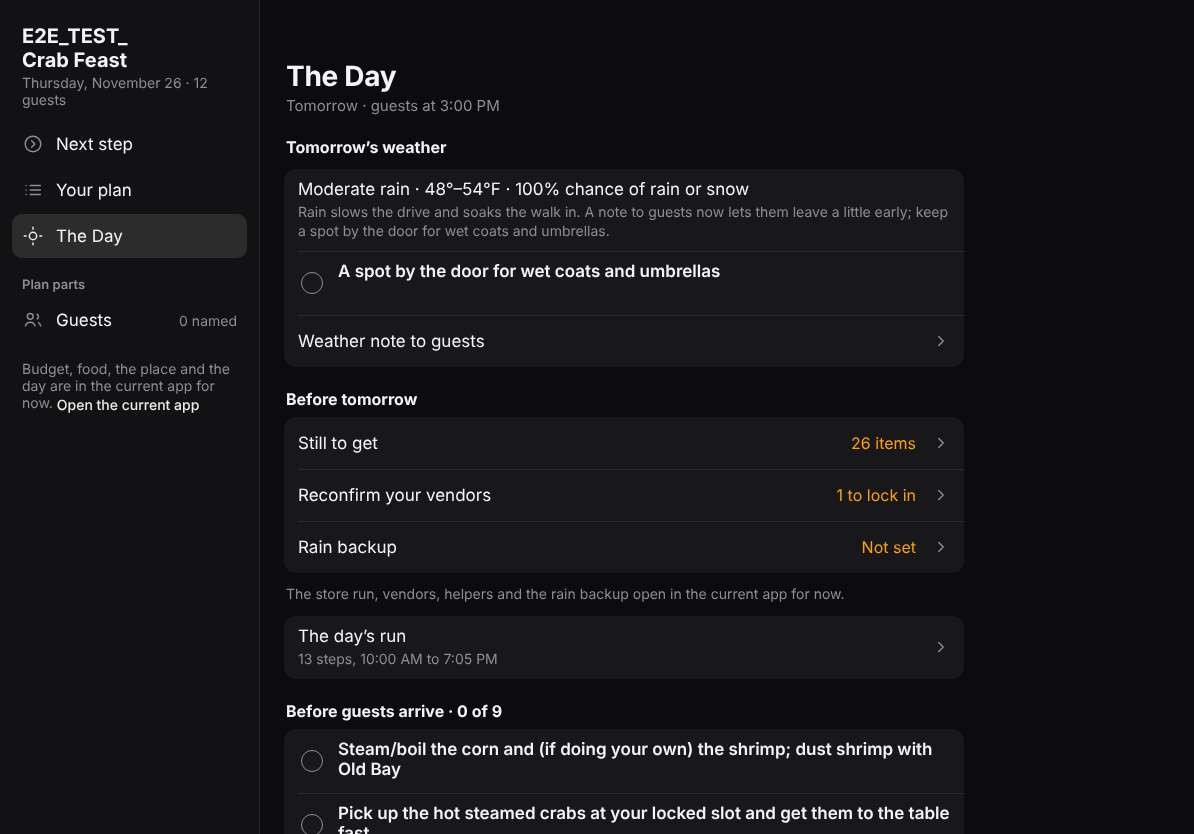 E2E_TEST_
Crab Feast
Thursday, November 26 · 12
guests
Next step
Your plan
The Day
Plan parts
Guests
0 named
Budget, food, the place and the
day are in the current app for
now. Open the current app
The Day
Tomorrow · guests at 3:00 PM
Tomorrow’s weather
Moderate rain · 48°–54°F · 100% chance of rain or snow
Rain slows the drive and soaks the walk in. A note to guests now lets them leave a little early; keep
a spot by the door for wet coats and umbrellas.
A spot by the door for wet coats and umbrellas
Weather note to guests
Before tomorrow
Still to get
26 items
Reconfirm your vendors
1 to lock in
Rain backup
Not set
The store run, vendors, helpers and the rain backup open in the current app for now.
The day’s run
13 steps, 10:00 AM to 7:05 PM
Before guests arrive · 0 of 9
Steam/boil the corn and (if doing your own) the shrimp; dust shrimp with
Old Bay
Pick up the hot steamed crabs at your locked slot and get them to the table
fast